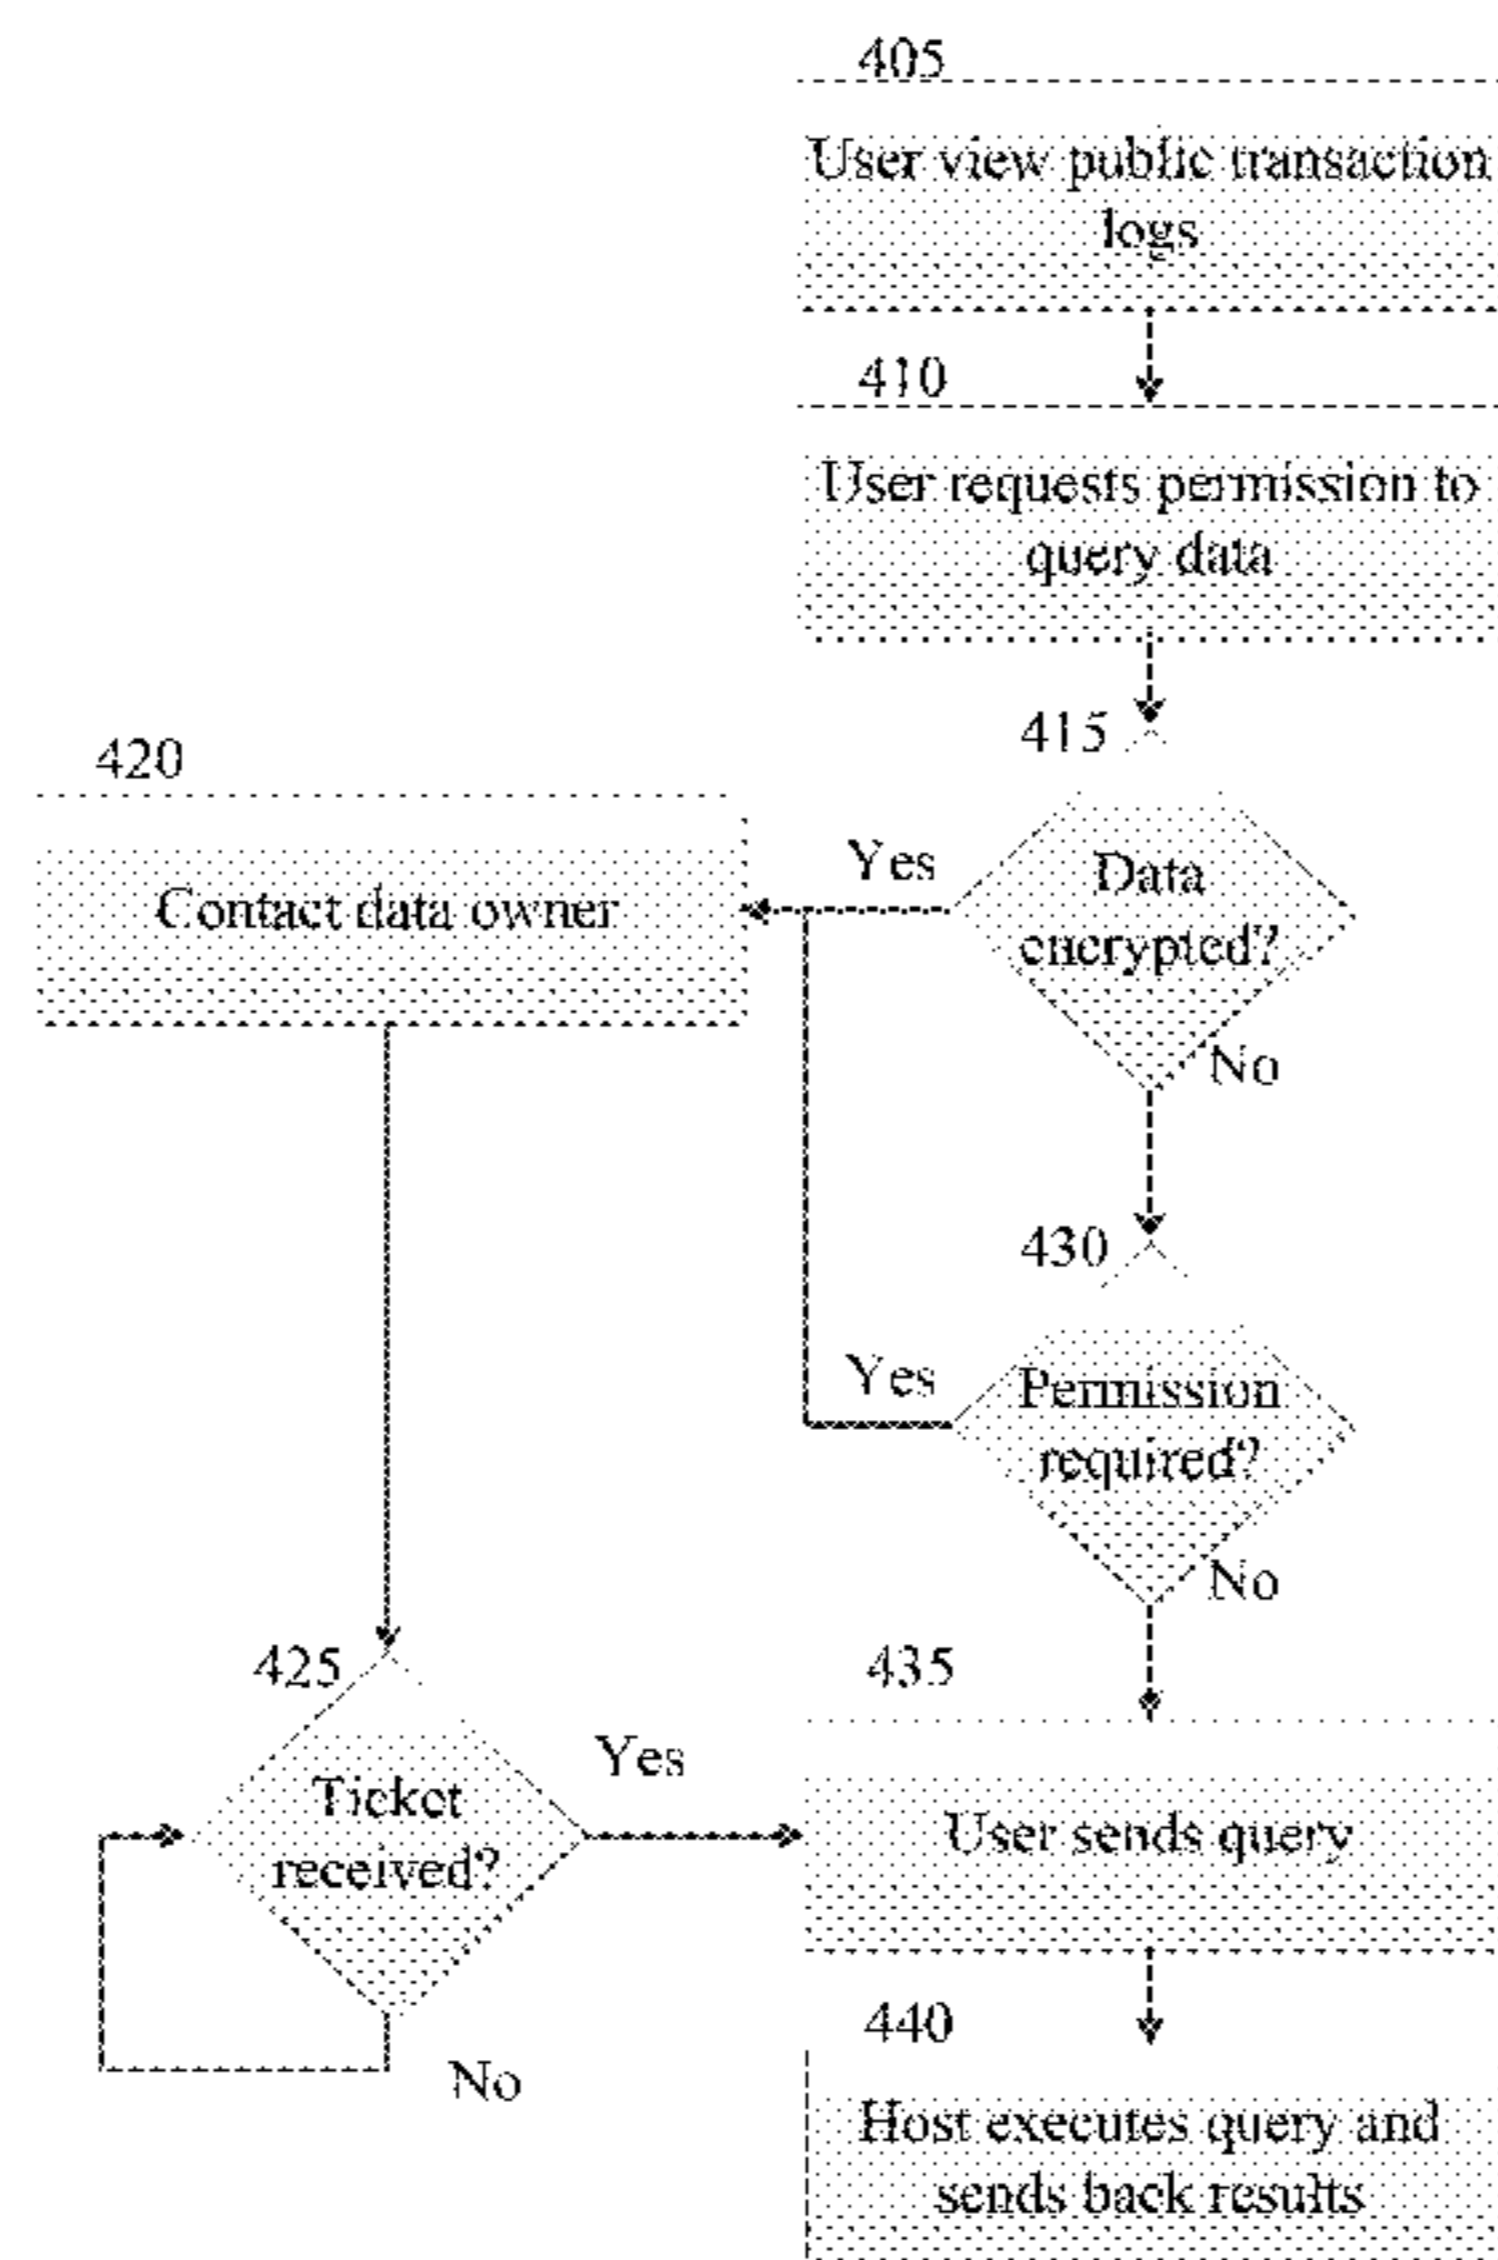 405
User view public transaction
logs
410
User requests permission to
query data
415
420
Yes
Data
encrypted?
Contact data owner
No
430
Yes
Permission
required?
No
425
435
Yes
Ticket
received?
User sends query
No
440
Host executes query and
sends back results